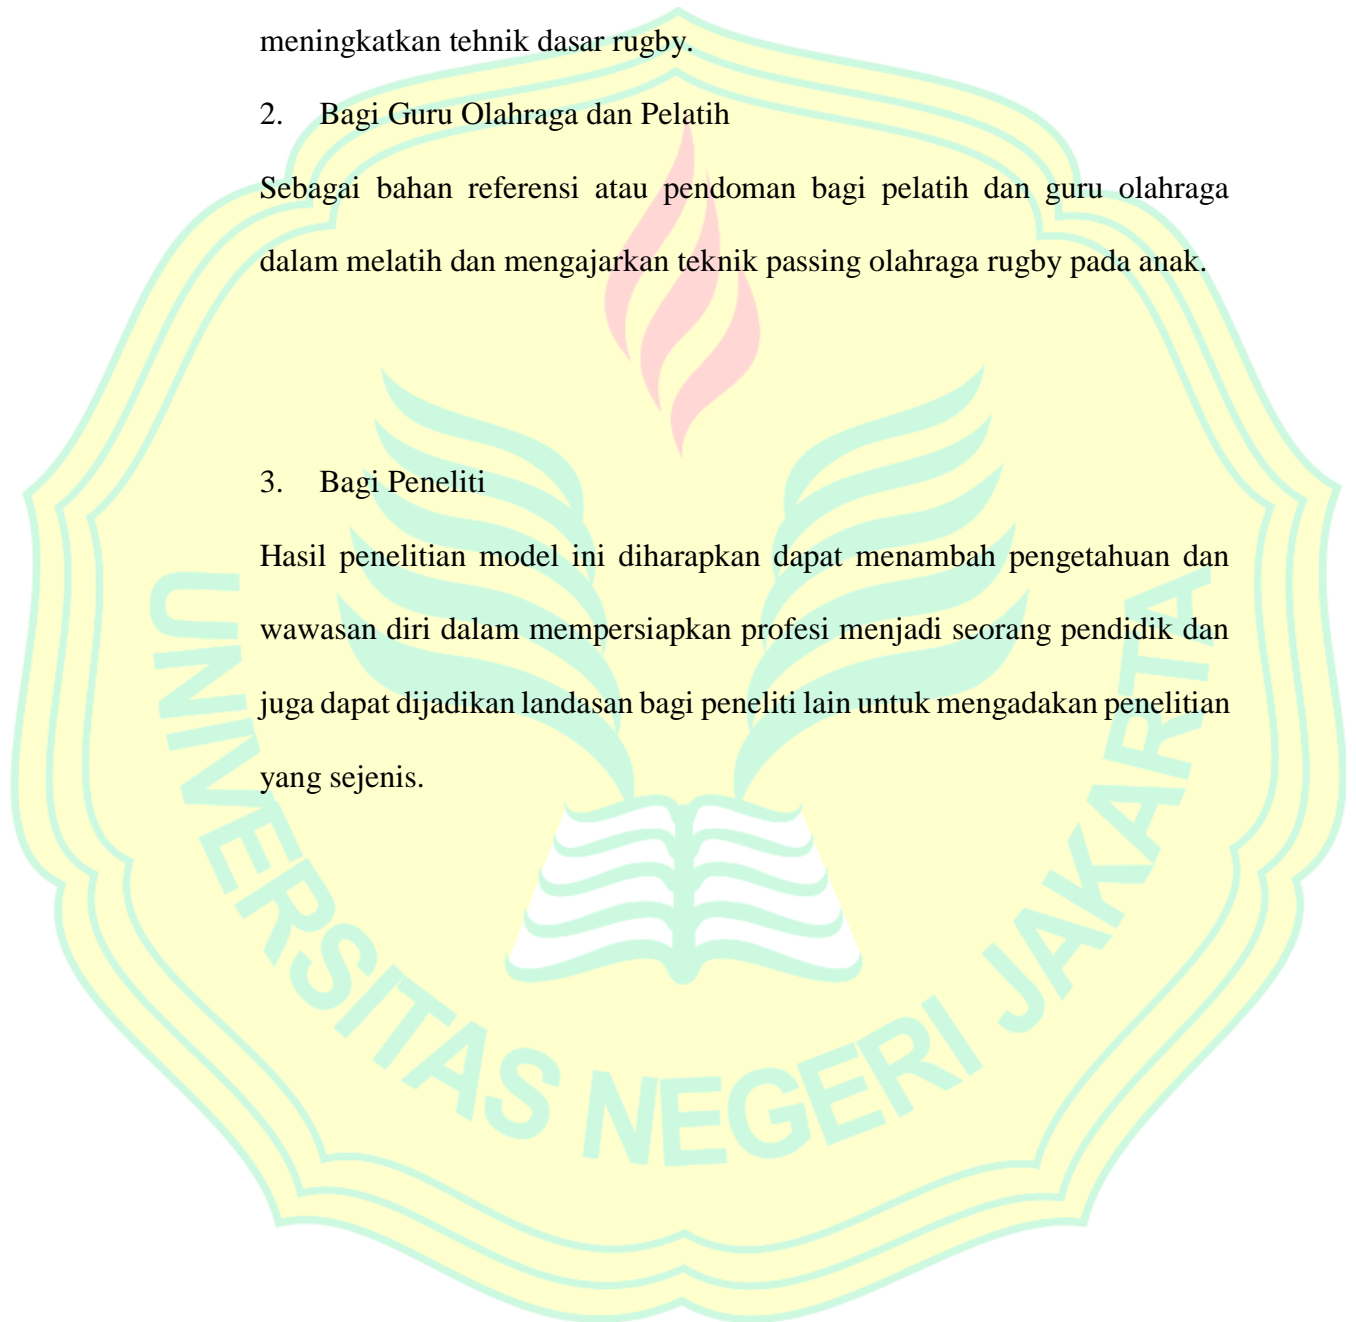 meningkatkan tehnik dasar rugby.
2. Bagi Guru Olahraga dan Pelatih
Sebagai bahan referensi atau pendoman bagi pelatih dan guru olahraga
dalam melatih dan mengajarkan teknik passing olahraga rugby pada anak.
3. Bagi Peneliti
Hasil penelitian model ini diharapkan dapat menambah pengetahuan dan
wawasan diri dalam mempersiapkan profesi menjadi seorang pendidik dan
juga dapat dijadikan landasan bagi peneliti lain untuk mengadakan penelitian
yang sejenis.
UNIVERSITAS NEGERI JAKARTA